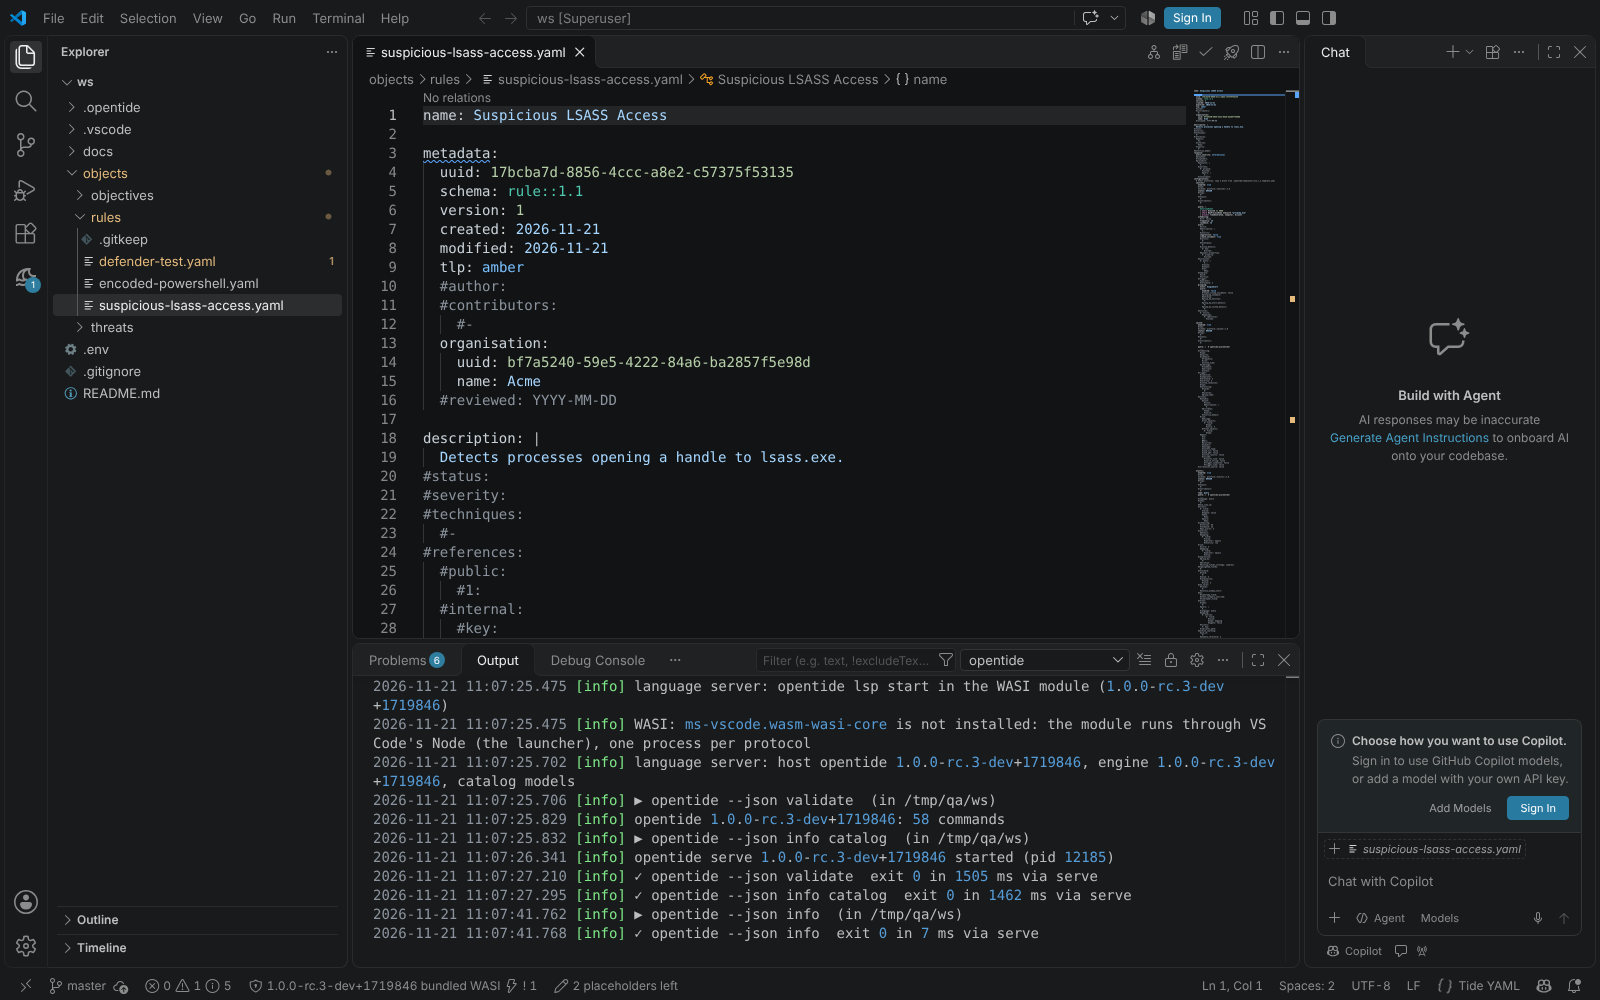 File Edit Selection View Go Run Terminal Help
ws [Superuser]
Sign In
Explorer
ws
.opentide
.vscode
docs
objects
objectives
rules
.gitkeep
defender-test.yaml 1
encoded-powershell.yaml
suspicious-lsass-access.yaml
threats
.env
.gitignore
README.md
Outline
Timeline
1
suspicious-lsass-access.yaml
objects > rules > suspicious-lsass-access.yaml > Suspicious LSASS Access > { } name
No relations
1 name: Suspicious LSASS Access
2
3 metadata:
4 uuid: 17bcba7d-8856-4ccc-a8e2-c57375f53135
5 schema: rule::1.1
6 version: 1
7 created: 2026-11-21
8 modified: 2026-11-21
9 tlp: amber
10 #author:
11 #contributors:
12 #-
13 organisation:
14 uuid: bf7a5240-59e5-4222-84a6-ba2857f5e98d
15 name: Acme
16 #reviewed: YYYY-MM-DD
17
18 description: |
19 Detects processes opening a handle to lsass.exe.
20 #status:
21 #severity:
22 #techniques:
23 #-
24 #references:
25 #public:
26 #1:
27 #internal:
28 #key:
Problems 6 Output Debug Console
Filter (e.g. text, !excludeTex...
opentide
2026-11-21 11:07:25.475 [info] language server: opentide lsp start in the WASI module (1.0.0-rc.3-dev
+1719846)
2026-11-21 11:07:25.475 [info] WASI: ms-vscode.wasm-wasi-core is not installed: the module runs through VS
Code's Node (the launcher), one process per protocol
2026-11-21 11:07:25.702 [info] language server: host opentide 1.0.0-rc.3-dev+1719846, engine 1.0.0-rc.3-dev
+1719846, catalog models
2026-11-21 11:07:25.706 [info] ▶ opentide --json validate (in /tmp/qa/ws)
2026-11-21 11:07:25.829 [info] opentide 1.0.0-rc.3-dev+1719846: 58 commands
2026-11-21 11:07:25.832 [info] ▶ opentide --json info catalog (in /tmp/qa/ws)
2026-11-21 11:07:26.341 [info] opentide serve 1.0.0-rc.3-dev+1719846 started (pid 12185)
2026-11-21 11:07:27.210 [info] ✓ opentide --json validate exit 0 in 1505 ms via serve
2026-11-21 11:07:27.295 [info] ✓ opentide --json info catalog exit 0 in 1462 ms via serve
2026-11-21 11:07:41.762 [info] ▶ opentide --json info (in /tmp/qa/ws)
2026-11-21 11:07:41.768 [info] ✓ opentide --json info exit 0 in 7 ms via serve
Chat
Build with Agent
AI responses may be inaccurate
Generate Agent Instructions to onboard AI
onto your codebase.
Choose how you want to use Copilot.
Sign in to use GitHub Copilot models,
or add a model with your own API key.
Add Models Sign In
suspicious-lsass-access.yaml
Chat with Copilot
Agent Models
Copilot
master 0 1 5 1.0.0-rc.3-dev+1719846 bundled WASI ! 1 2 placeholders left
Ln 1, Col 1 Spaces: 2 UTF-8 LF { } Tide YAML